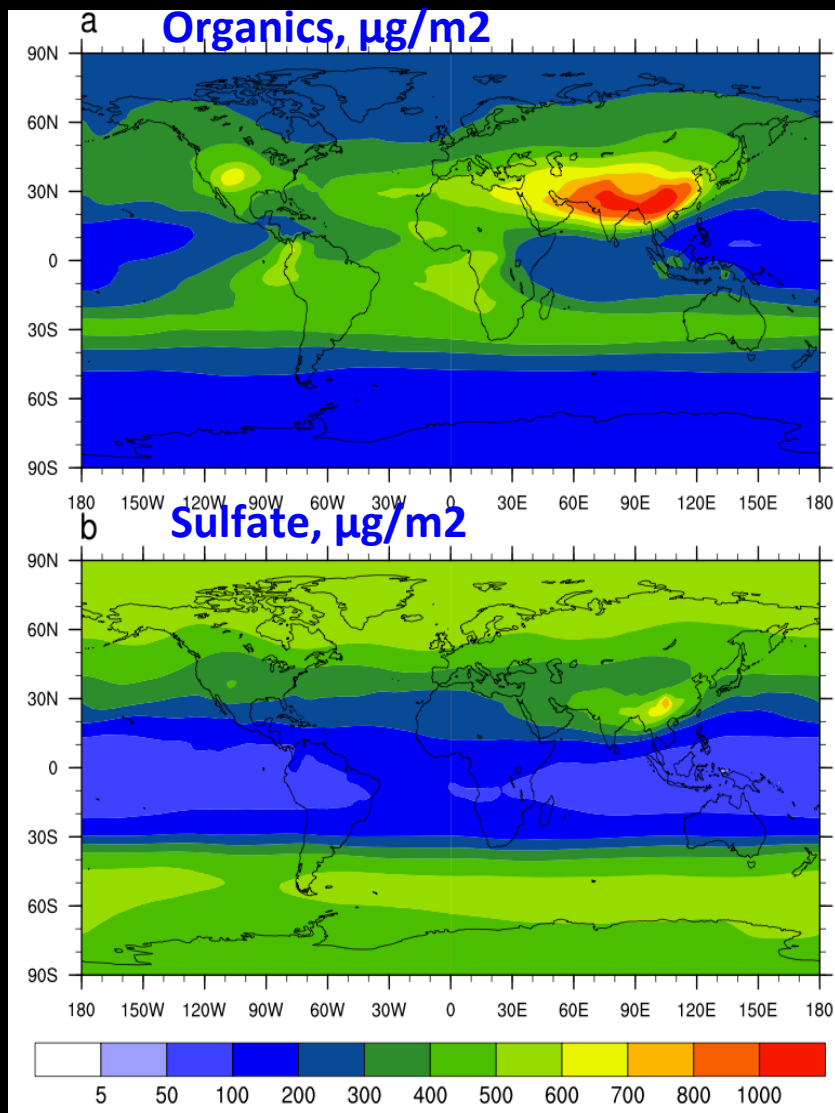 a
Organics, µg/m2
90N
60N
30N
0
30S
60S
90S
180 150W 120W 90W 60W 30W 0 30E 60E 90E 120E 150E 180
b
Sulfate, µg/m2
90N
60N
30N
0
30S
60S
90S
180 150W 120W 90W 60W 30W 0 30E 60E 90E 120E 150E 180
5 50 100 200 300 400 500 600 700 800 1000